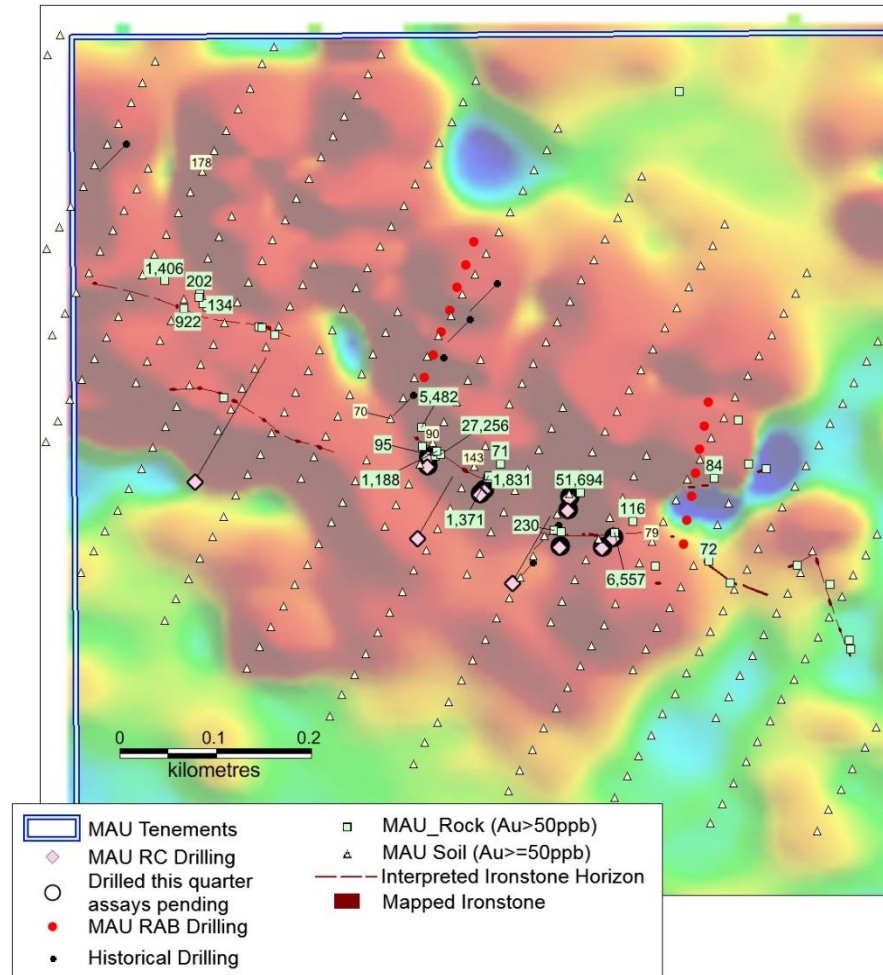 178
1,406
202
134
922
70
5,482
90
27,256
95
143
71
1,188
1,831
51,694
84
1,371
230
116
79
72
6,557
0 0.1 0.2
kilometres
MAU Tenements
MAU RC Drilling
Drilled this quarter
assays pending
MAU RAB Drilling
Historical Drilling
MAU_Rock (Au>50ppb)
MAU Soil (Au>=50ppb)
Interpreted Ironstone Horizon
Mapped Ironstone